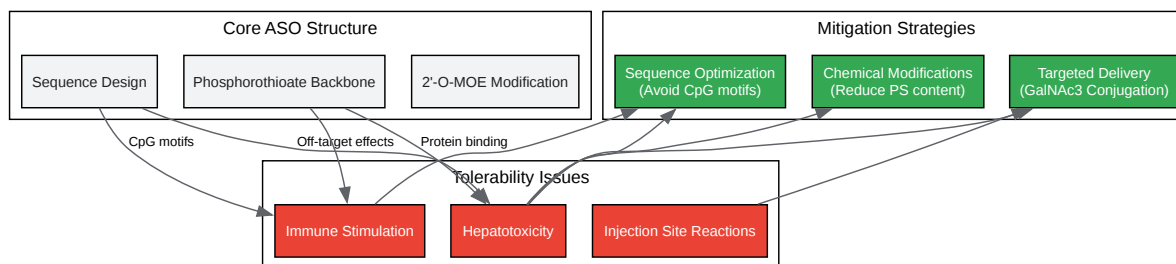 Core ASO Structure
Mitigation Strategies
Sequence Design
Phosphorothioate Backbone
2'-O-MOE Modification
Sequence Optimization
(Avoid CpG motifs)
Chemical Modifications
(Reduce PS content)
Targeted Delivery
(GalNAc3 Conjugation)
CpG motifs
Off-target effects
Protein binding
Tolerability Issues
Immune Stimulation
Hepatotoxicity
Injection Site Reactions